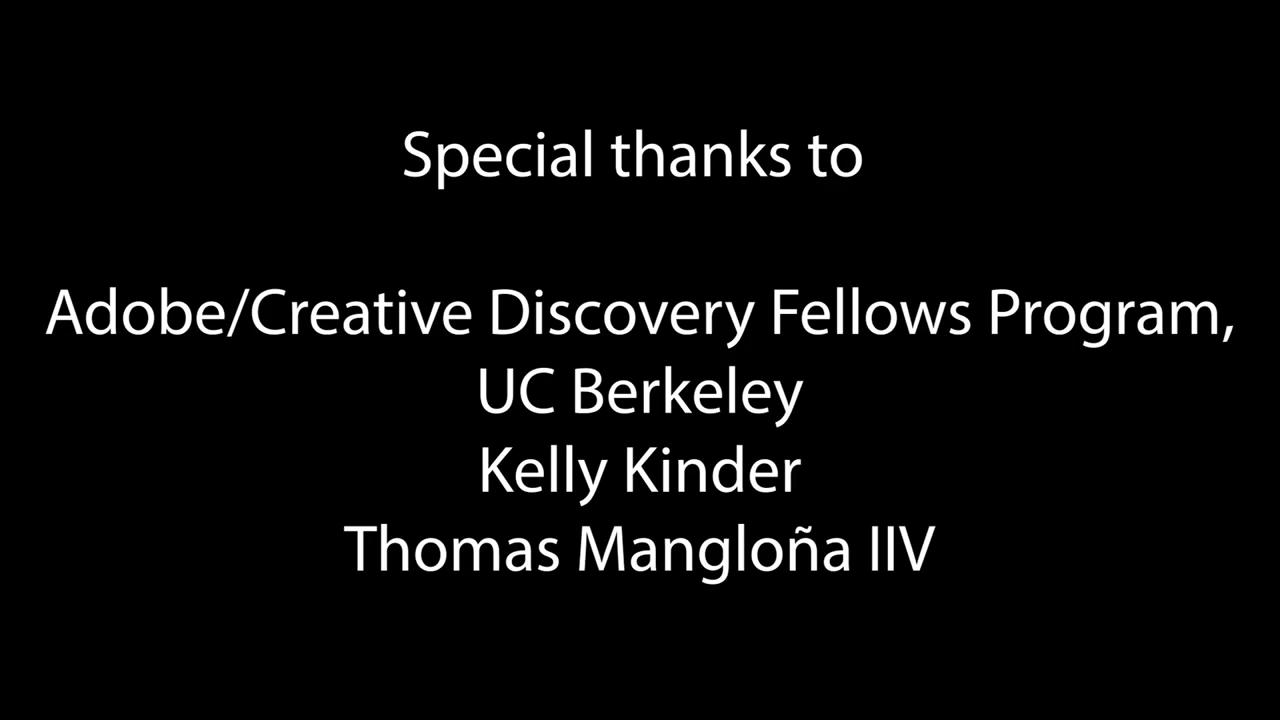 Special thanks to
Adobe/Creative Discovery Fellows Program,
UC Berkeley
Kelly Kinder
Thomas Mangloña IIV